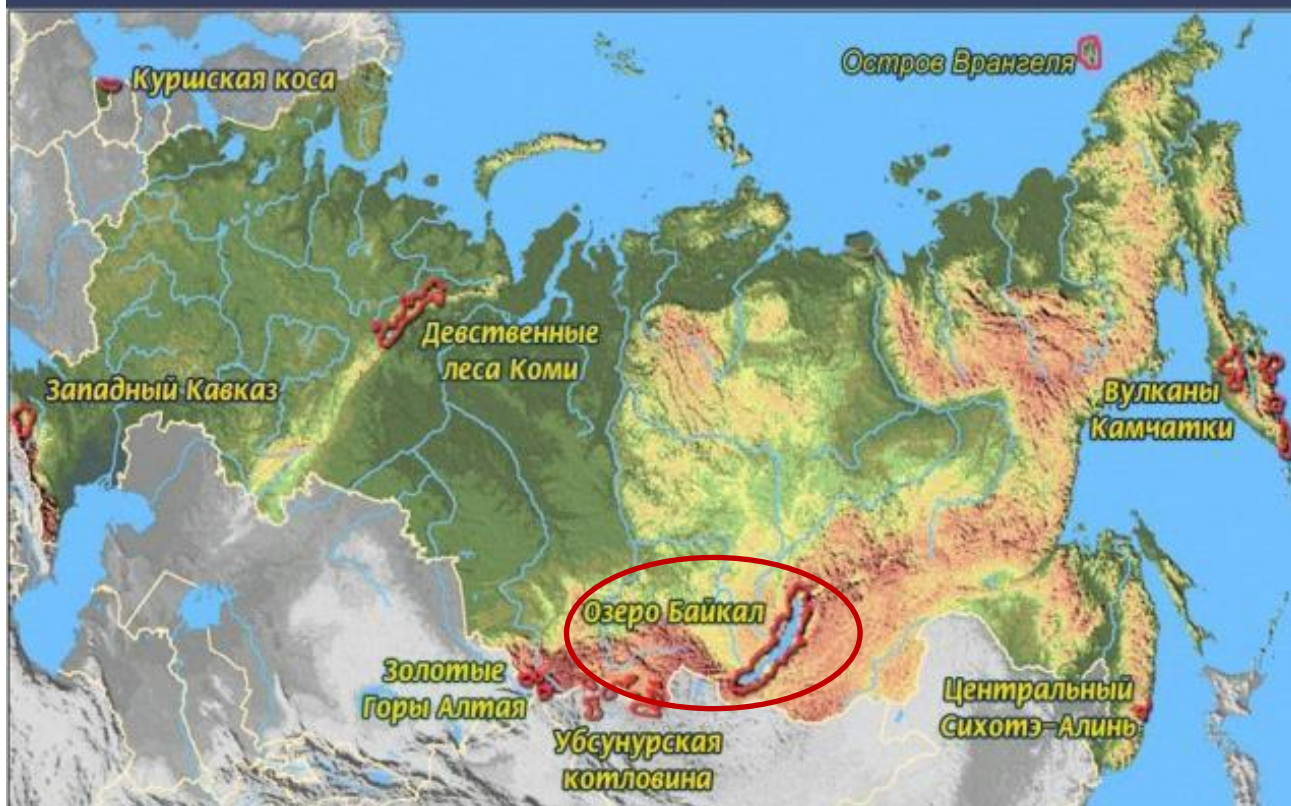 Остров Врангеля
Куршская коса
Девственные
леса Коми
Западный Кавказ
Вулканы
Камчатки
Озеро Байкал
Золотые
Горы Алтая
Центральный
Сихотэ-Алинь
Убсунурская
котловина